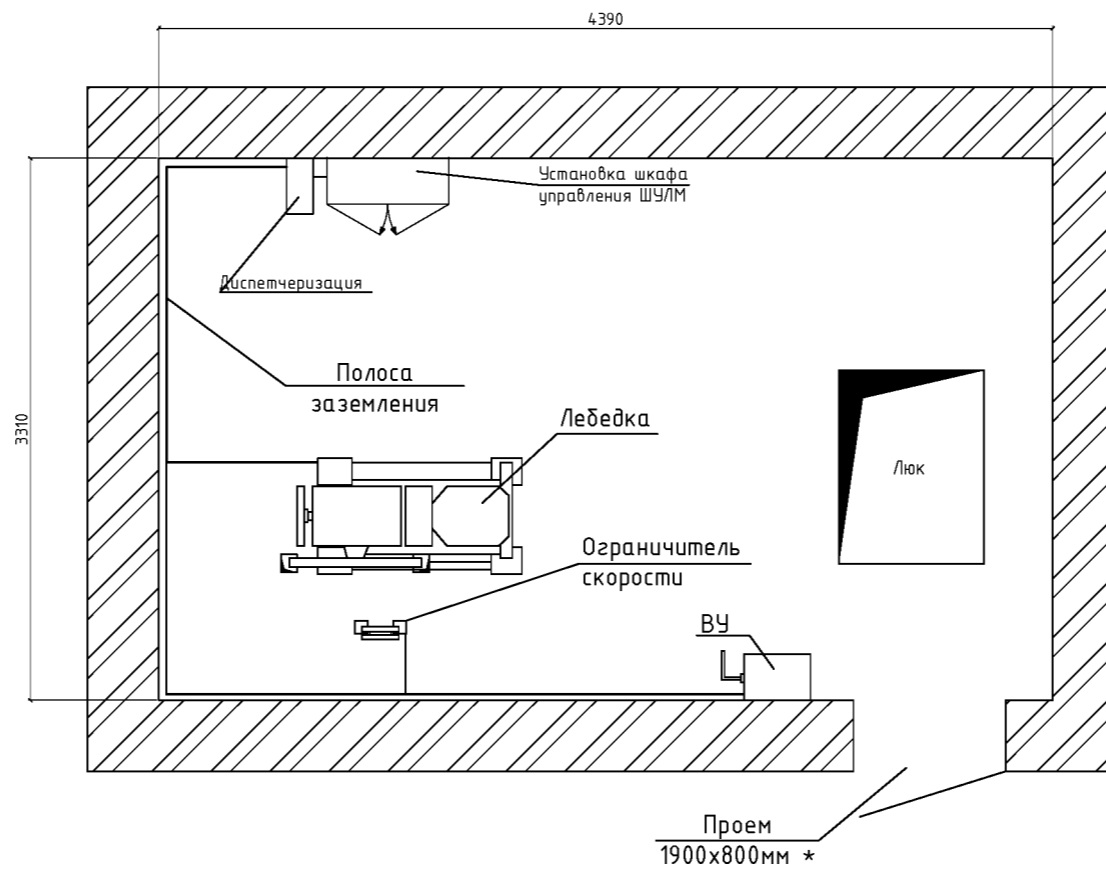 4390
Установка шкафа
управления ШУЛМ
Диспетчеризация
Полоса
заземления
3310
Лебедка
Люк
Ограничитель
скорости
ВУ
Проем
1900х800мм *